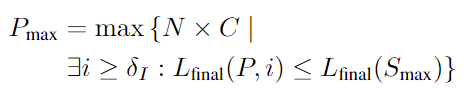 P_max = max {N × C |
∃i ≥ δ_I : L_final(P, i) ≤ L_final(S_max)}